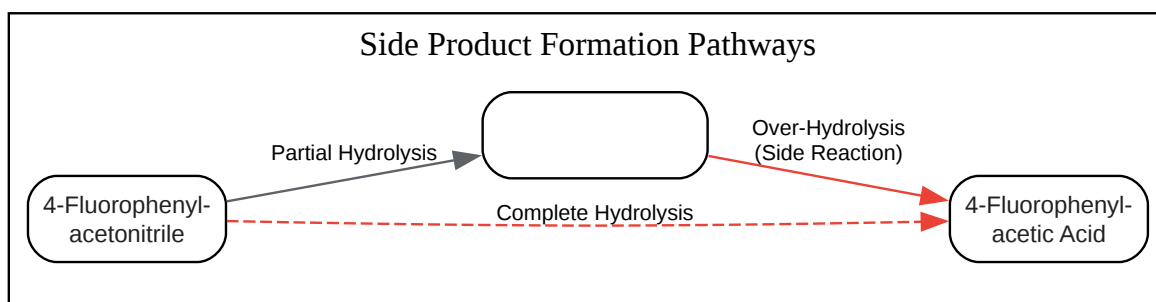 Side Product Formation Pathways
Partial Hydrolysis
Over-Hydrolysis
(Side Reaction)
4-Fluorophenyl-
acetonitrile
Complete Hydrolysis
4-Fluorophenyl-
acetic Acid